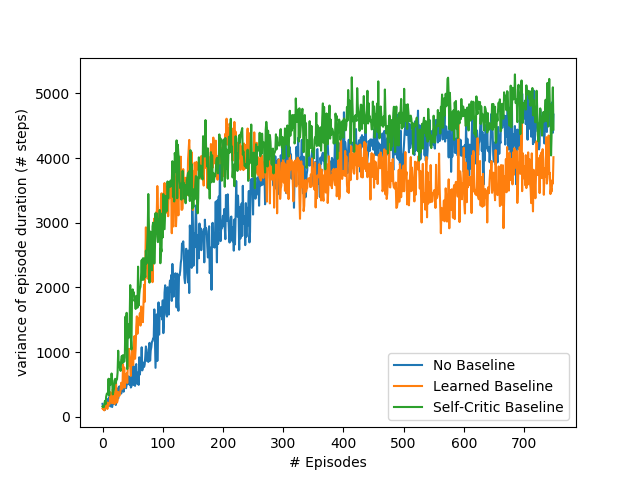 variance of episode duration (# steps)
5000
4000
3000
2000
1000
0
0 100 200 300 400 500 600 700
# Episodes
No Baseline
Learned Baseline
Self-Critic Baseline